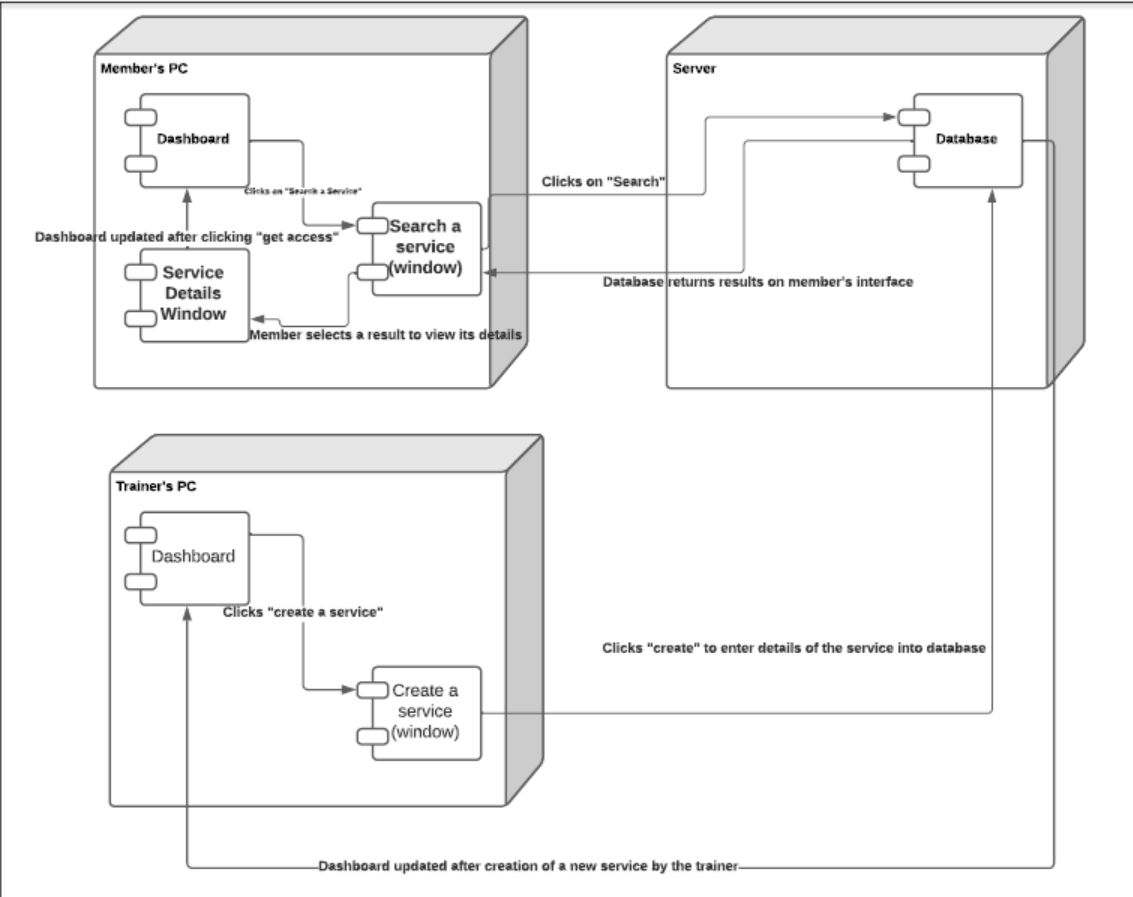 Member's PC
Server
Dashboard
Database
Clicks on "Search a Service"
Clicks on "Search"
Search a
service
(window)
Dashboard updated after clicking "get access"
Service
Details
Window
Database returns results on member's interface
Member selects a result to view its details
Trainer's PC
Dashboard
Clicks "create a service"
Clicks "create" to enter details of the service into database
Create a
service
(window)
Dashboard updated after creation of a new service by the trainer